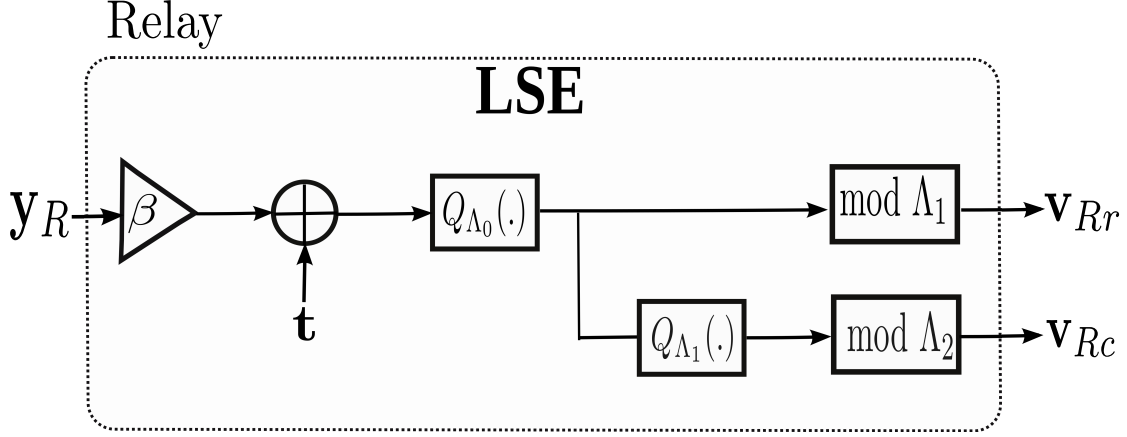 Relay
LSE
y_R
β
Q_{Λ_0}(.)
mod Λ_1
v_{Rr}
t
Q_{Λ_1}(.)
mod Λ_2
v_{Rc}